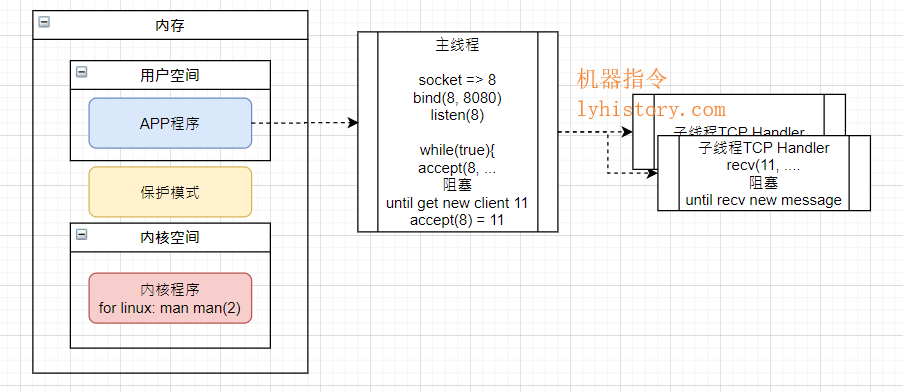 内存
用户空间
APP程序
保护模式
内核空间
内核程序
for linux: man man(2)
主线程
socket => 8
bind(8, 8080)
listen(8)
while(true){
accept(8, ...
阻塞
until get new client 11
accept(8) = 11
机器指令
lyhistory.com
子线程TCP Handler
子线程TCP Handler
recv(11, ....
阻塞
until recv new message